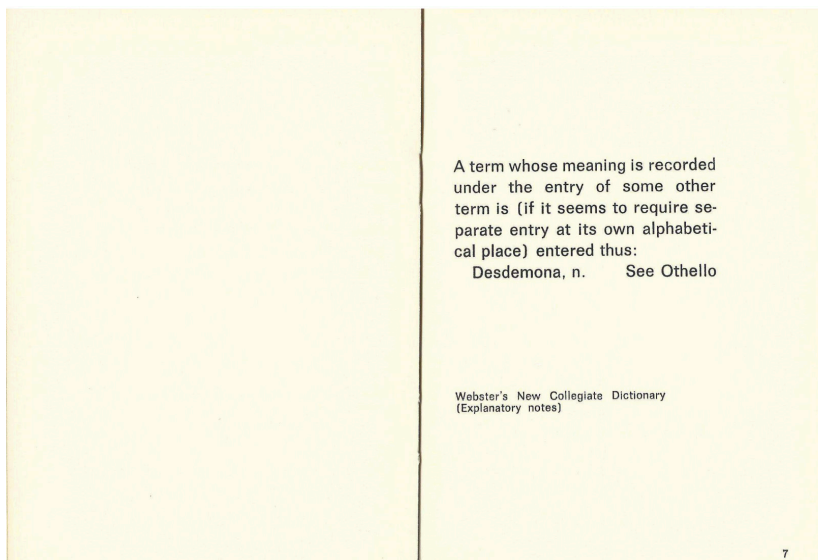 A term whose meaning is recorded
under the entry of some other
term is (if it seems to require se-
parate entry at its own alphabeti-
cal place) entered thus:
Desdemona, n. See Othello
Webster's New Collegiate Dictionary
(Explanatory notes)
7